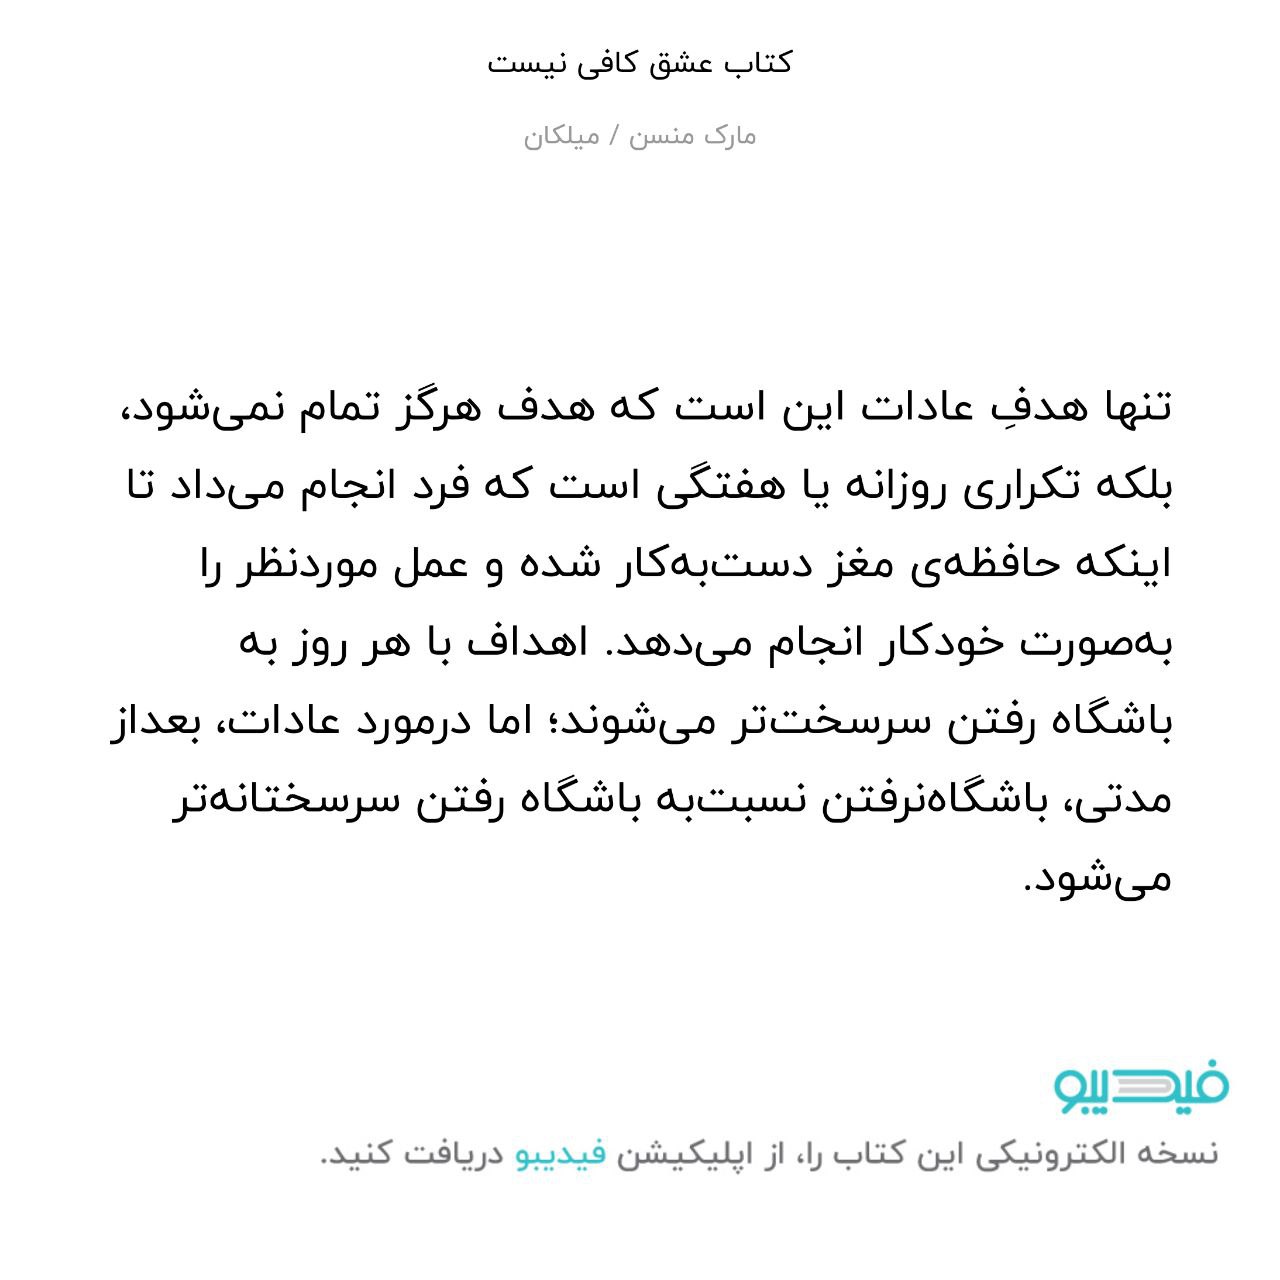 کتاب عشق کافی نیست
مارک منسن / میلکان
تنها هدفِ عادات این است که هدف هرگز تمام نمی‌شود،
بلکه تکراری روزانه یا هفتگی است که فرد انجام می‌داد تا
اینکه حافظه‌ی مغز دست‌به‌کار شده و عمل موردنظر را
به‌صورت خودکار انجام می‌دهد. اهداف با هر روز به
باشگاه رفتن سرسخت‌تر می‌شوند؛ اما درمورد عادات، بعداز
مدتی، باشگاه‌نرفتن نسبت‌به باشگاه رفتن سرسختانه‌تر
می‌شود.
فیدیبو
نسخه الکترونیکی این کتاب را، از اپلیکیشن فیدیبو دریافت کنید.